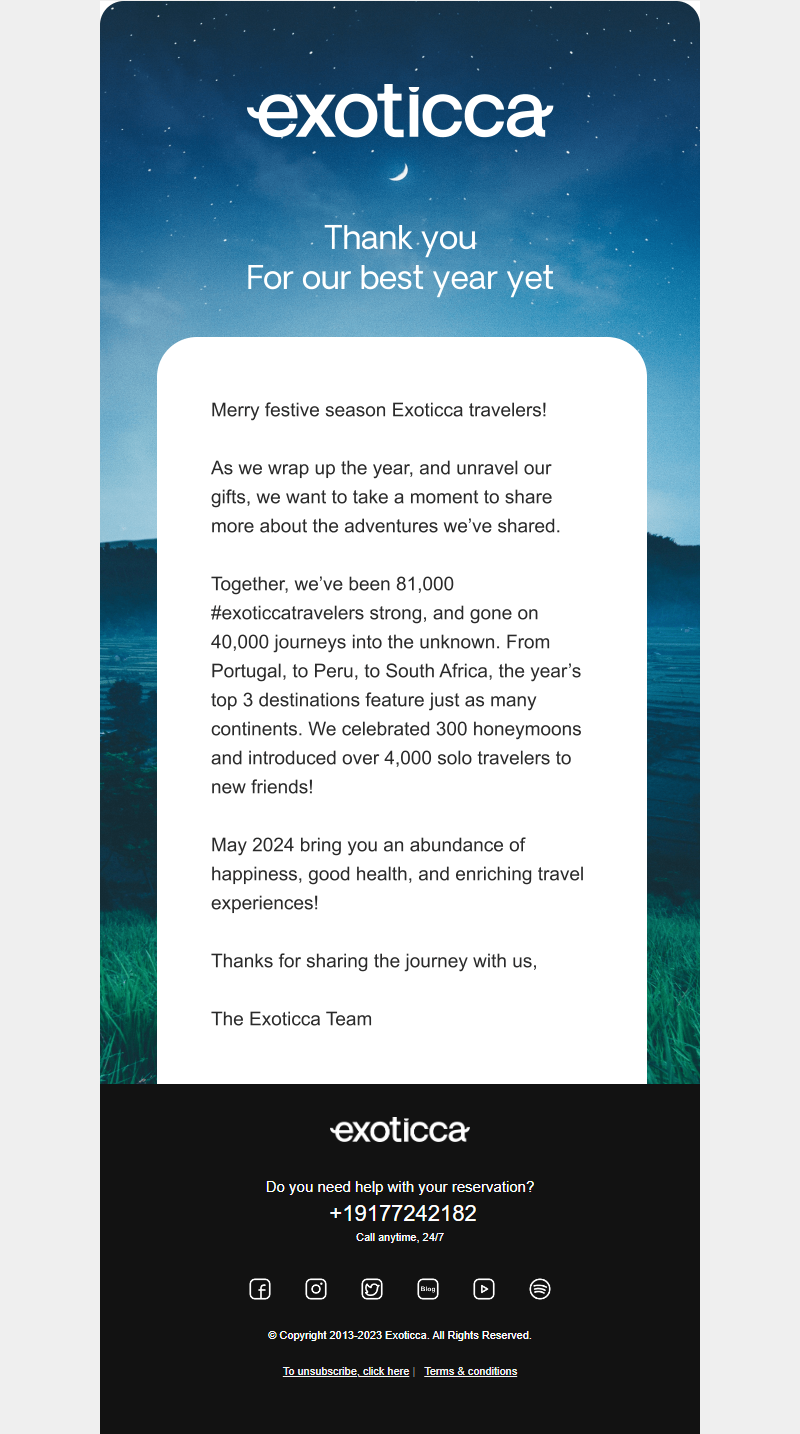 exoticca
Thank you
For our best year yet
Merry festive season Exoticca travelers!
As we wrap up the year, and unravel our
gifts, we want to take a moment to share
more about the adventures we’ve shared.
Together, we’ve been 81,000
#exoticcatravelers strong, and gone on
40,000 journeys into the unknown. From
Portugal, to Peru, to South Africa, the year’s
top 3 destinations feature just as many
continents. We celebrated 300 honeymoons
and introduced over 4,000 solo travelers to
new friends!
May 2024 bring you an abundance of
happiness, good health, and enriching travel
experiences!
Thanks for sharing the journey with us,
The Exoticca Team
exoticca
Do you need help with your reservation?
+19177242182
Call anytime, 24/7
Blog
© Copyright 2013-2023 Exoticca. All Rights Reserved.
To unsubscribe, click here | Terms & conditions